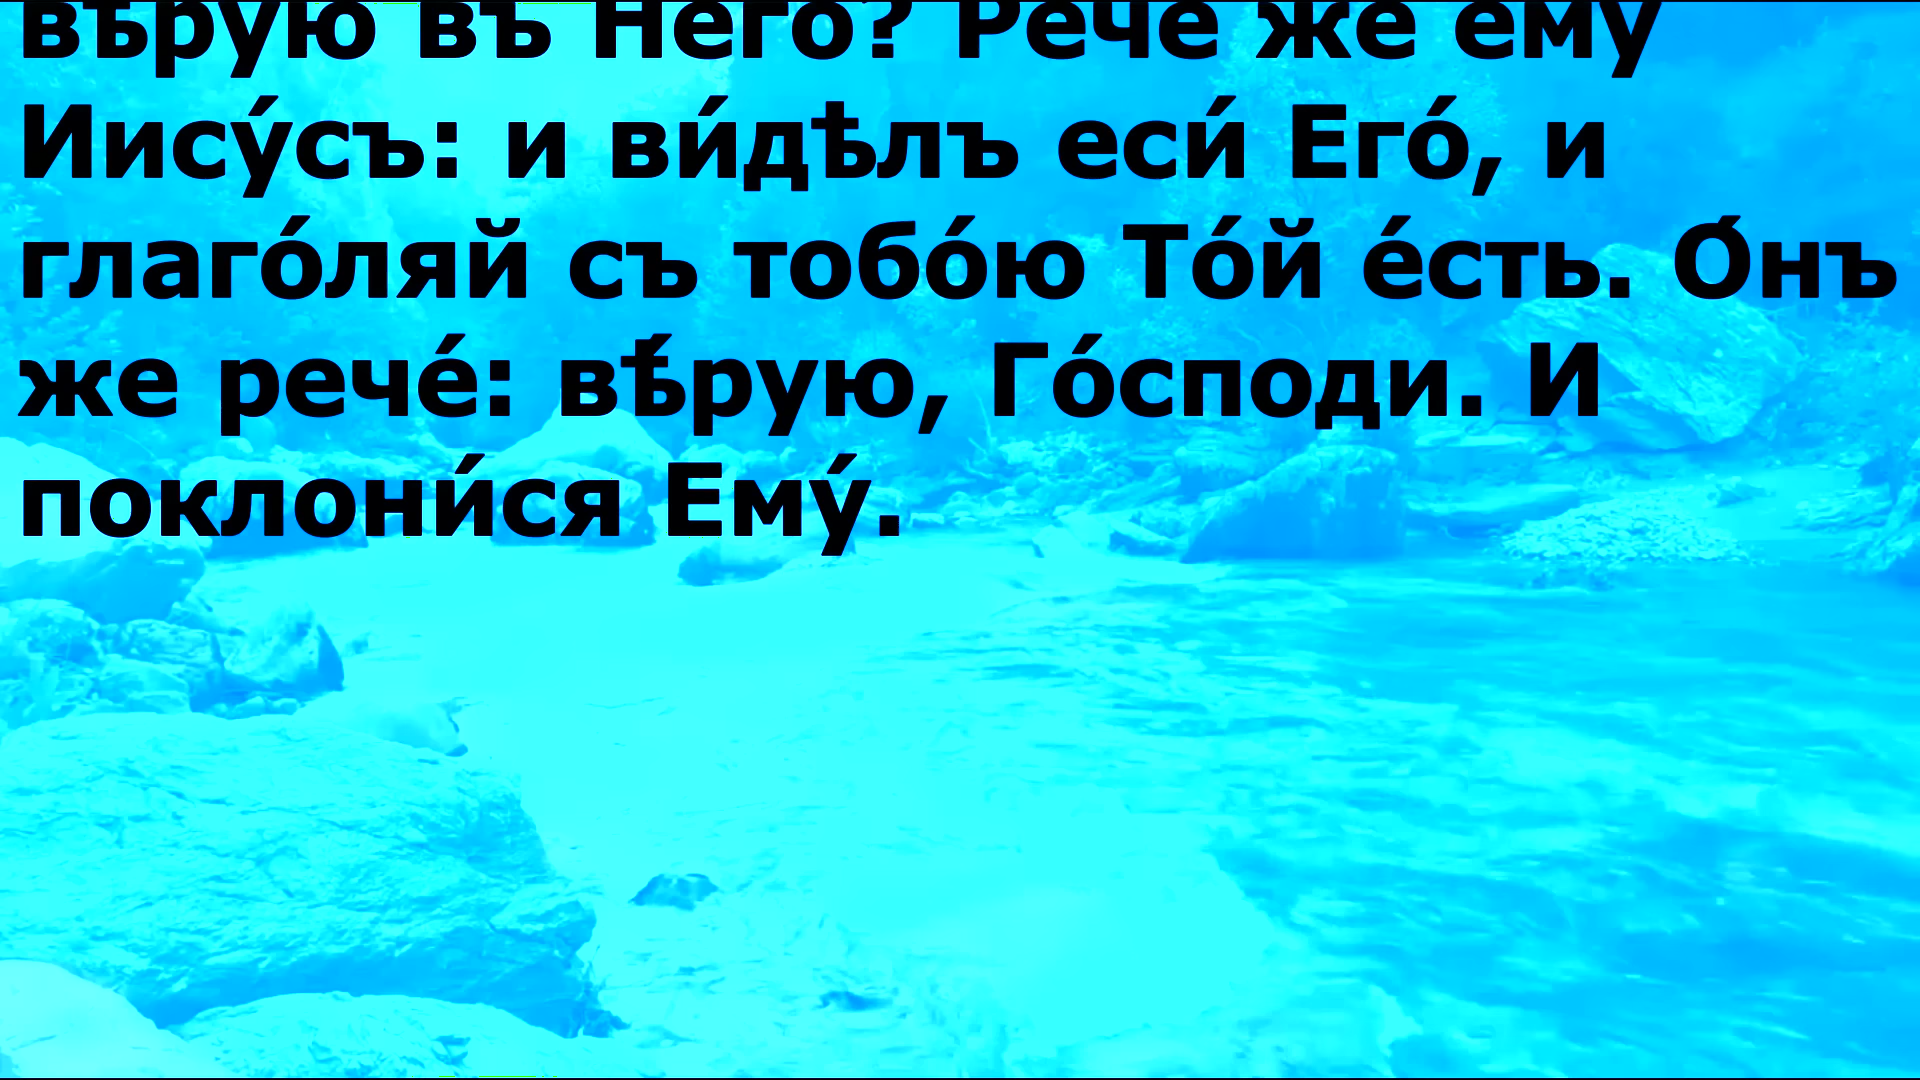 вѣрую въ Него? Рече же ему
Иису́съ: и ви́дѣлъ еси́ Его́, и
глаго́ляй съ тобо́ю То́й е́сть. О́нъ
же рече́: вѣ́рую, Го́споди. И
поклони́ся Ему́.